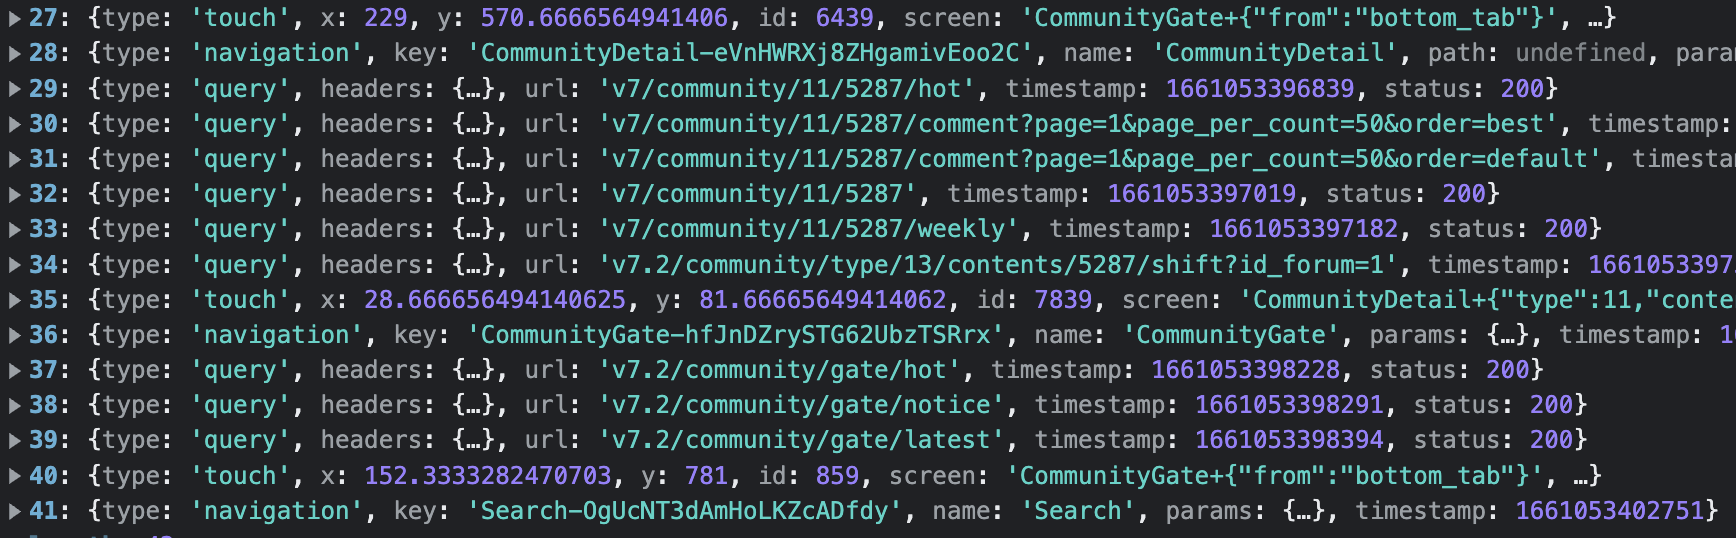 ▶27: {type: 'touch', x: 229, y: 570.6666564941406, id: 6439, screen: 'CommunityGate+{"from":"bottom_tab"}', …}
▶28: {type: 'navigation', key: 'CommunityDetail-eVnHWRXj8ZHgamivEoo2C', name: 'CommunityDetail', path: undefined, para
▶29: {type: 'query', headers: {…}, url: 'v7/community/11/5287/hot', timestamp: 1661053396839, status: 200}
▶30: {type: 'query', headers: {…}, url: 'v7/community/11/5287/comment?page=1&page_per_count=50&order=best', timestamp:
▶31: {type: 'query', headers: {…}, url: 'v7/community/11/5287/comment?page=1&page_per_count=50&order=default', timesta
▶32: {type: 'query', headers: {…}, url: 'v7/community/11/5287', timestamp: 1661053397019, status: 200}
▶33: {type: 'query', headers: {…}, url: 'v7/community/11/5287/weekly', timestamp: 1661053397182, status: 200}
▶34: {type: 'query', headers: {…}, url: 'v7.2/community/type/13/contents/5287/shift?id_forum=1', timestamp: 1661053397
▶35: {type: 'touch', x: 28.666656494140625, y: 81.66665649414062, id: 7839, screen: 'CommunityDetail+{"type":11,"conte
▶36: {type: 'navigation', key: 'CommunityGate-hfJnDZrySTG62UbzTSRrx', name: 'CommunityGate', params: {…}, timestamp: 1
▶37: {type: 'query', headers: {…}, url: 'v7.2/community/gate/hot', timestamp: 1661053398228, status: 200}
▶38: {type: 'query', headers: {…}, url: 'v7.2/community/gate/notice', timestamp: 1661053398291, status: 200}
▶39: {type: 'query', headers: {…}, url: 'v7.2/community/gate/latest', timestamp: 1661053398394, status: 200}
▶40: {type: 'touch', x: 152.3333282470703, y: 781, id: 859, screen: 'CommunityGate+{"from":"bottom_tab"}', …}
▶41: {type: 'navigation', key: 'Search-OgUcNT3dAmHoLKZcADfdy', name: 'Search', params: {…}, timestamp: 1661053402751}